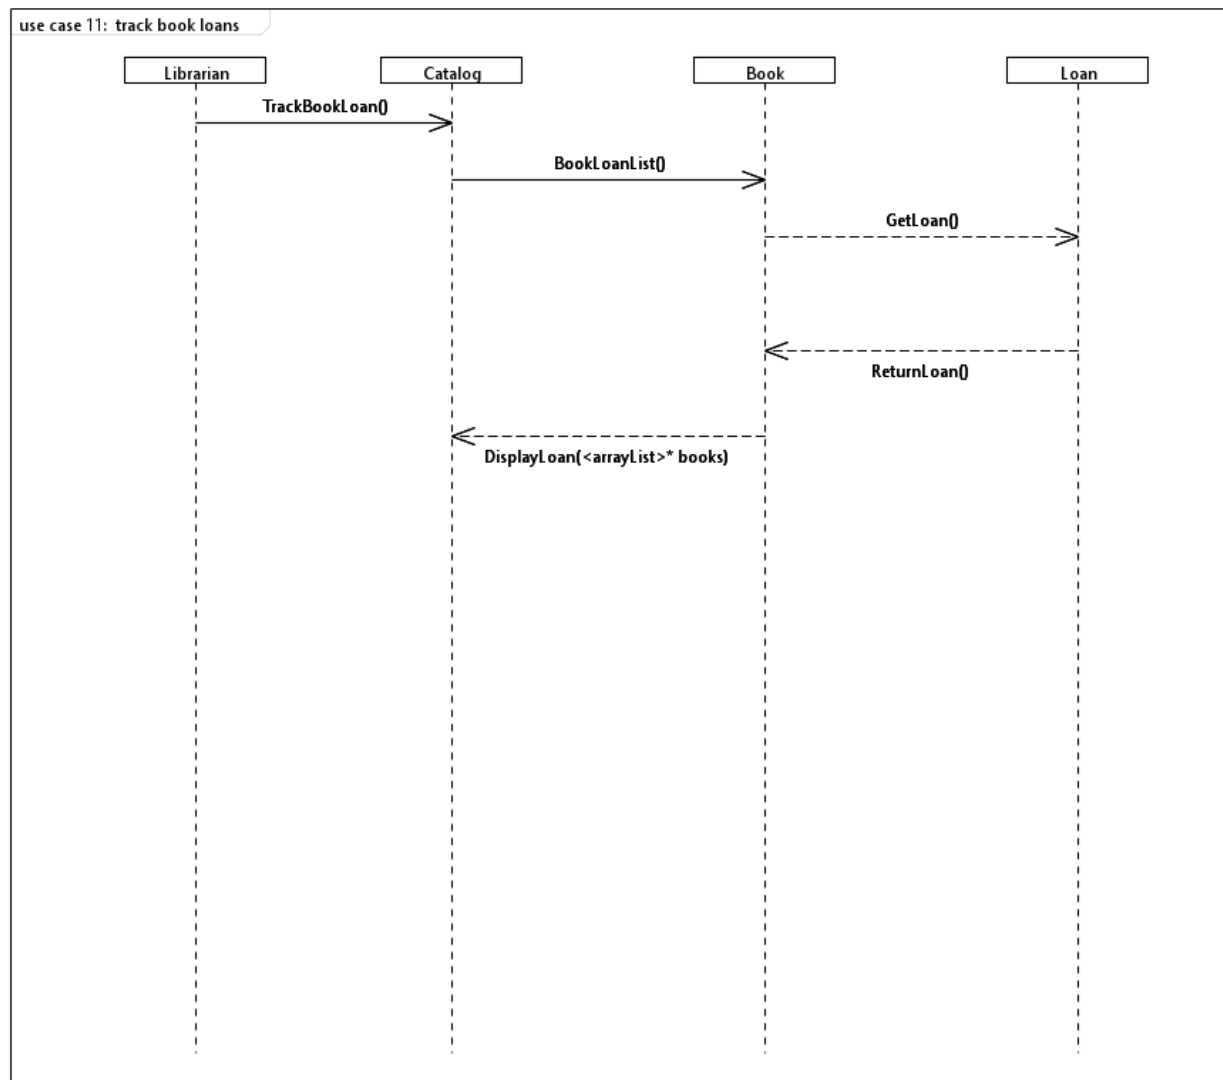 use case 11: track book loans
Librarian
Catalog
Book
Loan
TrackBookLoan()
BookLoanList()
GetLoan()
ReturnLoan()
DisplayLoan(<arrayList>* books)